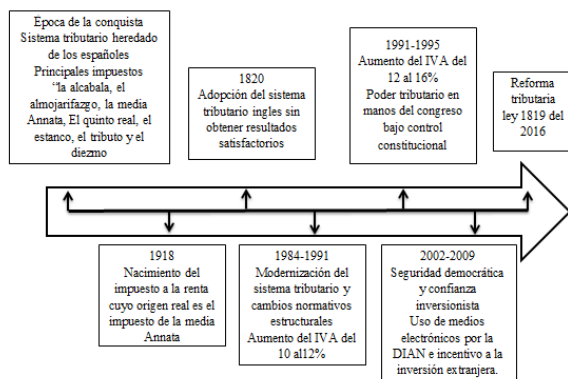 Época de la conquista
Sistema tributario heredado
de los españoles
Principales impuestos
"la alcabala, el
almojarifazgo, la media
Annata, El quinto real, el
estanco, el tributo y el
diezmo
1820
Adopción del sistema
tributario ingles sin
obtener resultados
satisfactorios
1991-1995
Aumento del IVA del
12 al 16%
Poder tributario en
manos del congreso
bajo control
constitucional
Reforma
tributaria
ley 1819 del
2016
1918
Nacimiento del
impuesto a la renta
cuyo origen real es el
impuesto de la media
Annata
1984-1991
Modernización del
sistema tributario y
cambios normativos
estructurales
Aumento del IVA del
10 al12%
2002-2009
Seguridad democrática
y confianza
inversionista
Uso de medios
electrónicos por la
DIAN e incentivo a la
inversión extranjera.